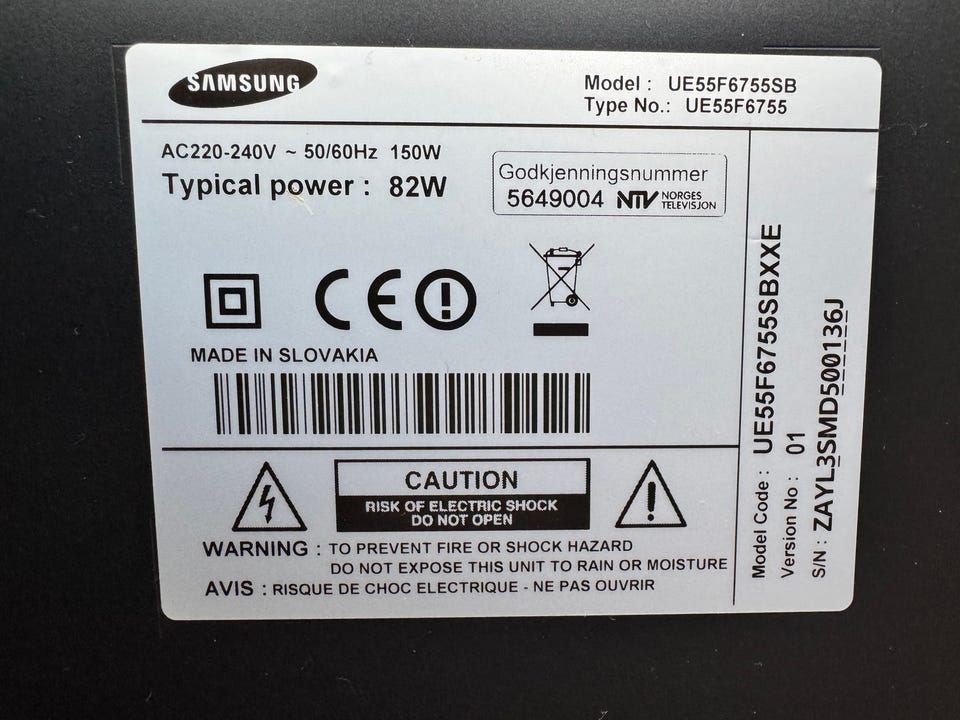 SAMSUNG
Model : UE55F6755SB
Type No.: UE55F6755
AC220-240V ~ 50/60Hz 150W
Typical power : 82W
Godkjenningsnummer
5649004 NTV NORGES TELEVISJON
CE
MADE IN SLOVAKIA
CAUTION
RISK OF ELECTRIC SHOCK
DO NOT OPEN
WARNING : TO PREVENT FIRE OR SHOCK HAZARD
DO NOT EXPOSE THIS UNIT TO RAIN OR MOISTURE
AVIS : RISQUE DE CHOC ELECTRIQUE - NE PAS OUVRIR
Model Code : UE55F6755SBXXE
Version No : 01
S/N : ZAYL3SMD500136J